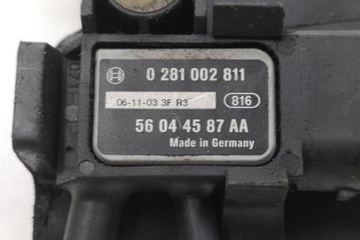 0 281 002 811
06-11-03 3F R3
816
56 04 45 87 AA
Made in Germany